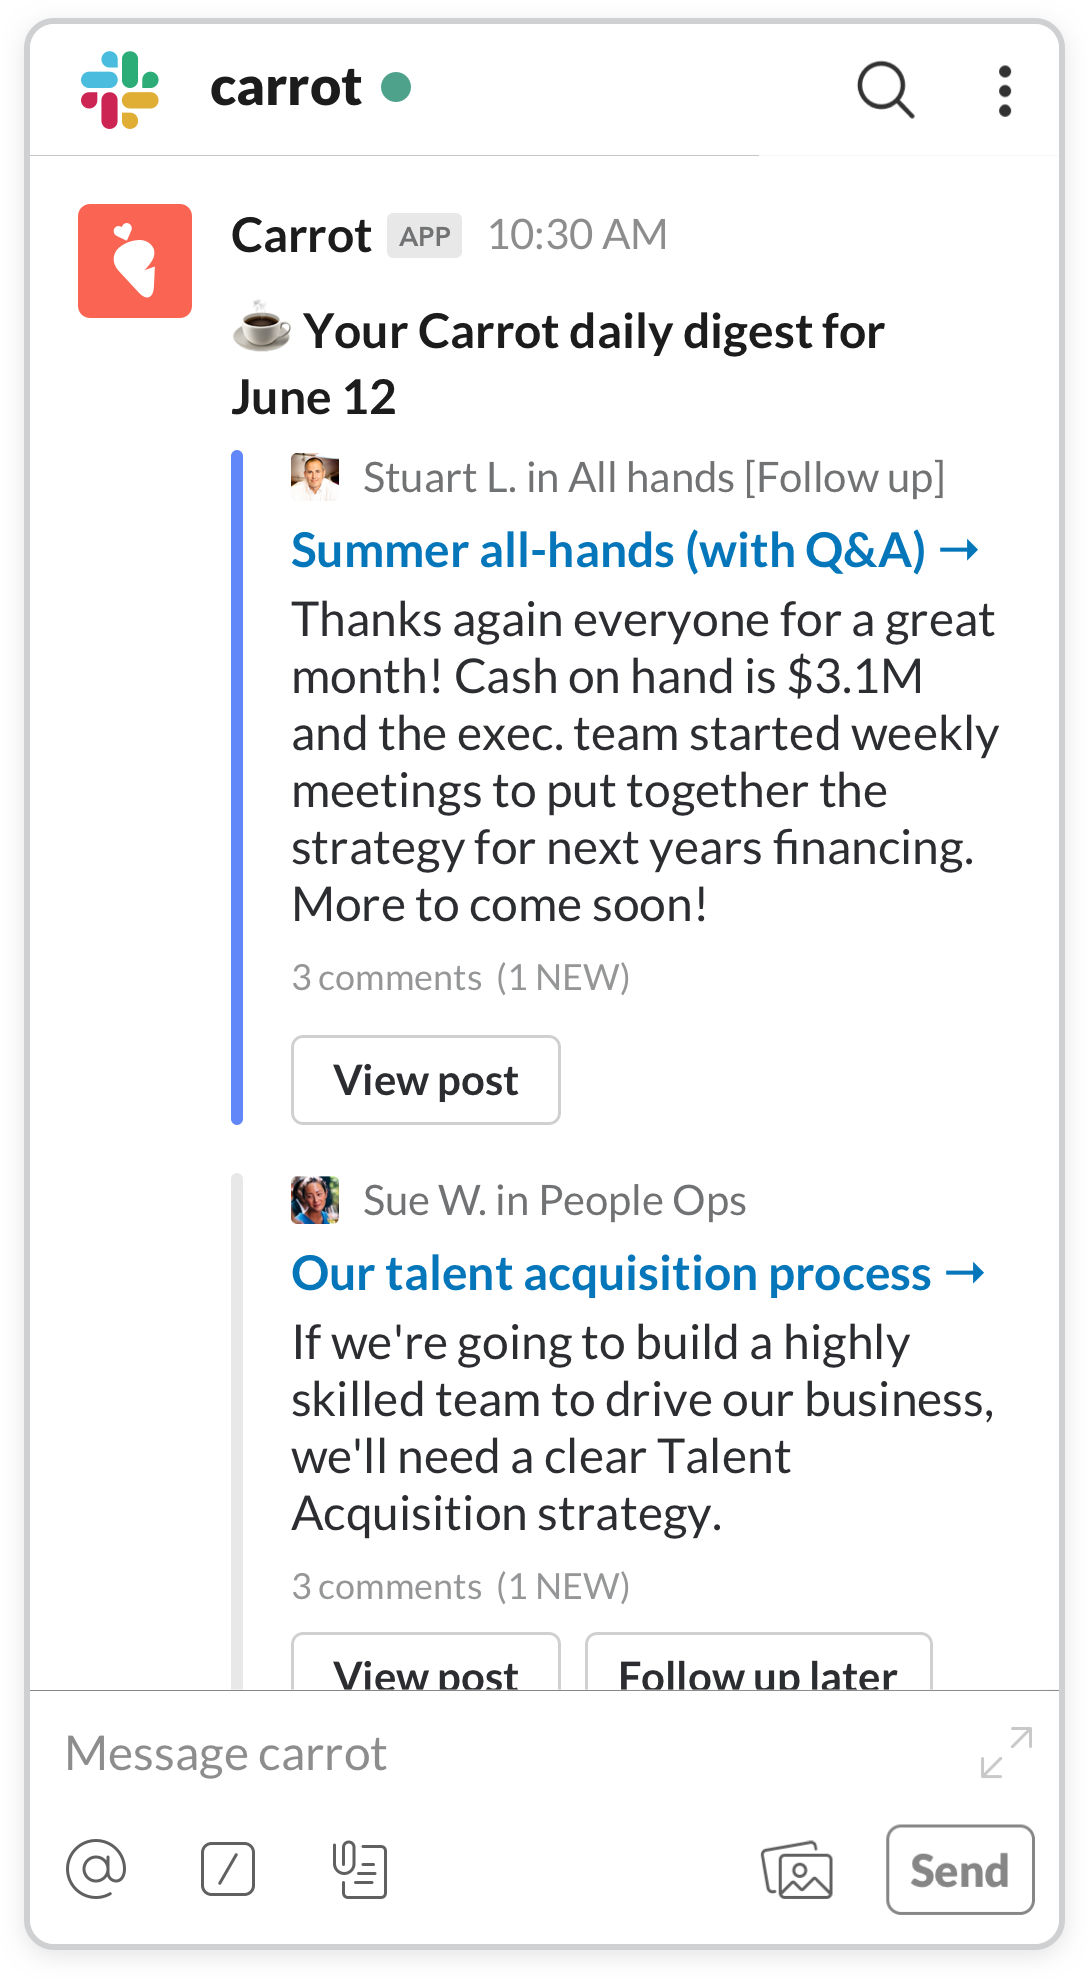 carrot
Carrot APP 10:30 AM
Your Carrot daily digest for
June 12
Stuart L. in All hands [Follow up]
Summer all-hands (with Q&A) →
Thanks again everyone for a great
month! Cash on hand is $3.1M
and the exec. team started weekly
meetings to put together the
strategy for next years financing.
More to come soon!
3 comments (1 NEW)
View post
Sue W. in People Ops
Our talent acquisition process →
If we're going to build a highly
skilled team to drive our business,
we'll need a clear Talent
Acquisition strategy.
3 comments (1 NEW)
View post Follow up later
Message carrot
Send